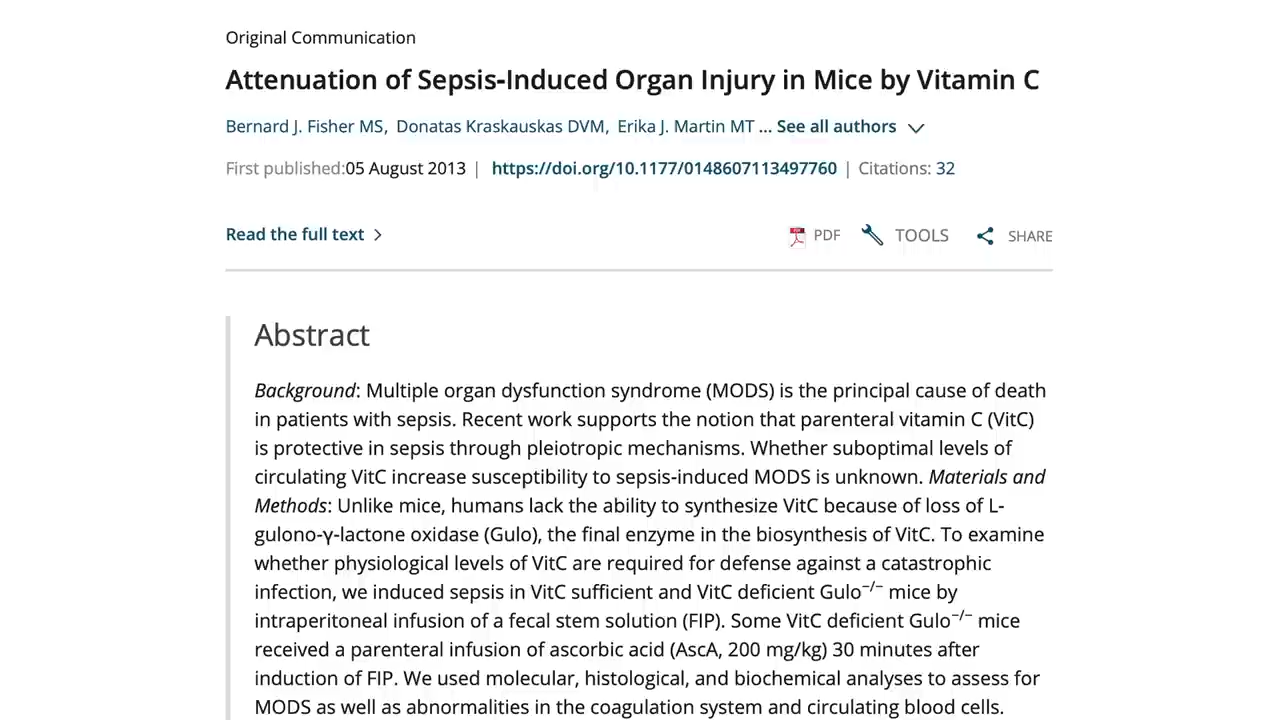 Original Communication
Attenuation of Sepsis-Induced Organ Injury in Mice by Vitamin C
Bernard J. Fisher MS, Donatas Kraskauskas DVM, Erika J. Martin MT ... See all authors
First published:05 August 2013 | https://doi.org/10.1177/0148607113497760 | Citations: 32
Read the full text PDF TOOLS SHARE
Abstract
Background: Multiple organ dysfunction syndrome (MODS) is the principal cause of death
in patients with sepsis. Recent work supports the notion that parenteral vitamin C (VitC)
is protective in sepsis through pleiotropic mechanisms. Whether suboptimal levels of
circulating VitC increase susceptibility to sepsis-induced MODS is unknown. Materials and
Methods: Unlike mice, humans lack the ability to synthesize VitC because of loss of L-
gulono-γ-lactone oxidase (Gulo), the final enzyme in the biosynthesis of VitC. To examine
whether physiological levels of VitC are required for defense against a catastrophic
infection, we induced sepsis in VitC sufficient and VitC deficient Gulo−/− mice by
intraperitoneal infusion of a fecal stem solution (FIP). Some VitC deficient Gulo−/− mice
received a parenteral infusion of ascorbic acid (AscA, 200 mg/kg) 30 minutes after
induction of FIP. We used molecular, histological, and biochemical analyses to assess for
MODS as well as abnormalities in the coagulation system and circulating blood cells.